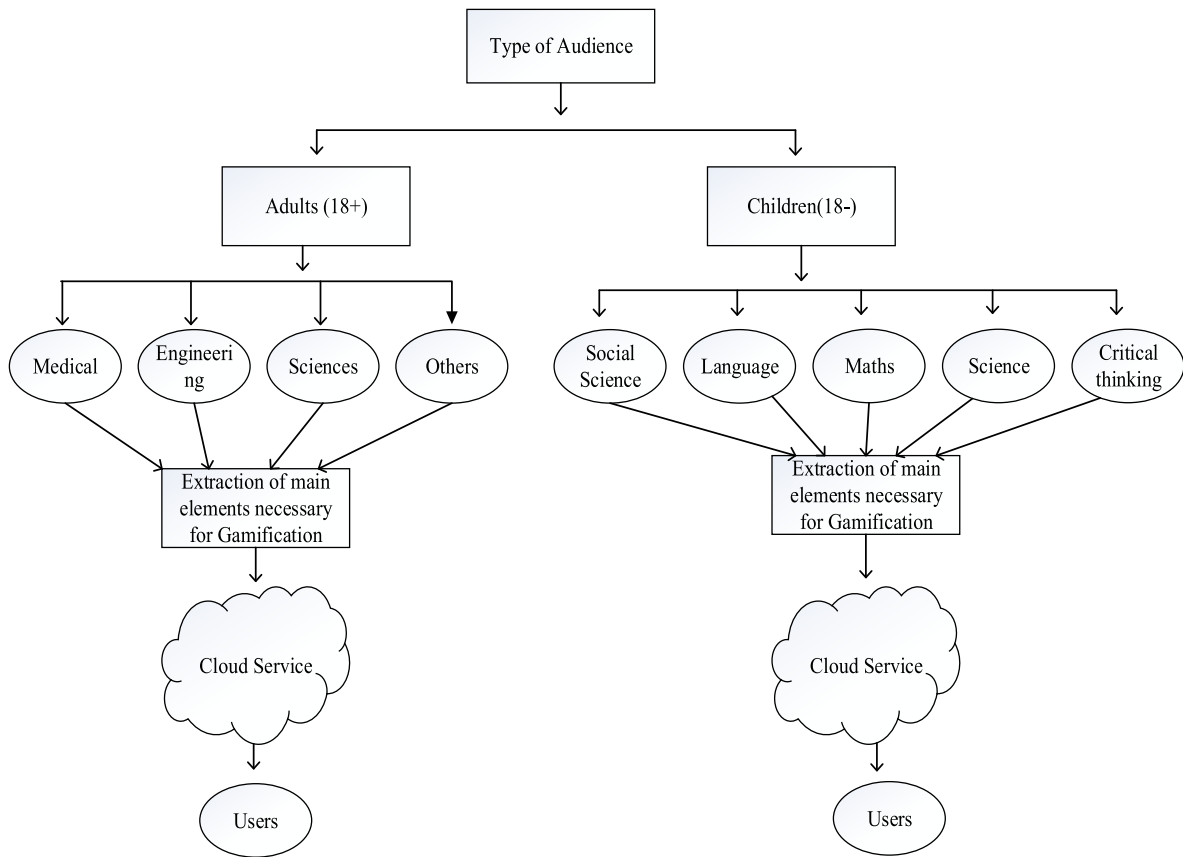 Type of Audience
Adults (18+)
Children(18-)
Medical
Engineeri
ng
Sciences
Others
Social
Science
Language
Maths
Science
Critical
thinking
Extraction of main
elements necessary
for Gamification
Extraction of main
elements necessary
for Gamification
Cloud Service
Cloud Service
Users
Users